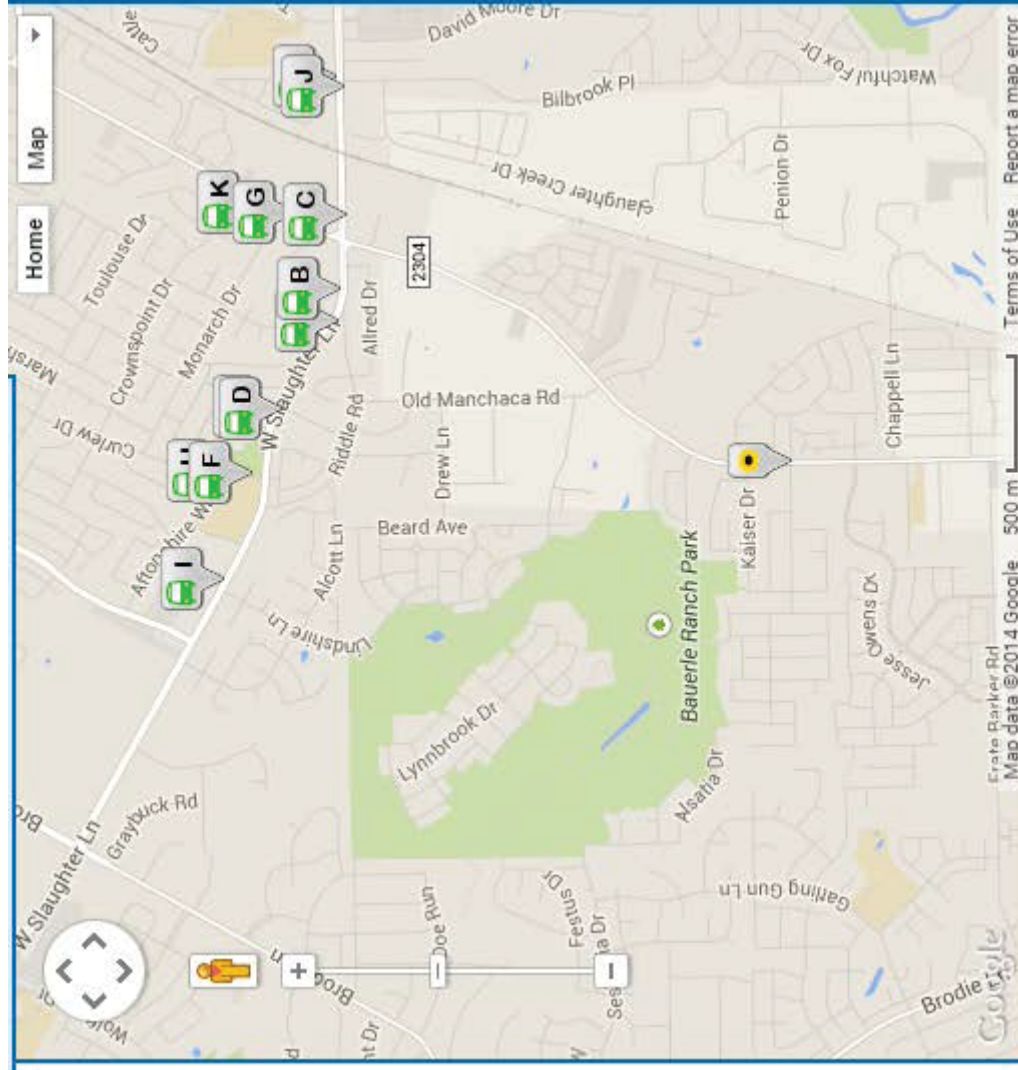 Home
Map
W Slaughter Ln
Graybuck Rd
Doe Run
Festus Dr
Gatling Gun Ln
Brodie
Google
Lynnbrook Dr
Alsatia Dr
Bauerle Ranch Park
Lindshire Ln
Alcott Ln
Beard Ave
Drew Ln
Riddle Rd
Old Manchaca Rd
Allred Dr
W Slaughter Ln
Curlew Dr
Crownspoint Dr
Monarch Dr
Toulouse Dr
I
F
D
B
C
G
K
J
2304
Kaiser Dr
Jesse Owens Dr
Chappell Ln
Slaughter Creek Dr
Bilbrook Pl
David Moore Dr
Penion Dr
Watchful Fox Dr
Frate Barker Rd
Map data ©2014 Google
500 m
Terms of Use
Report a map error